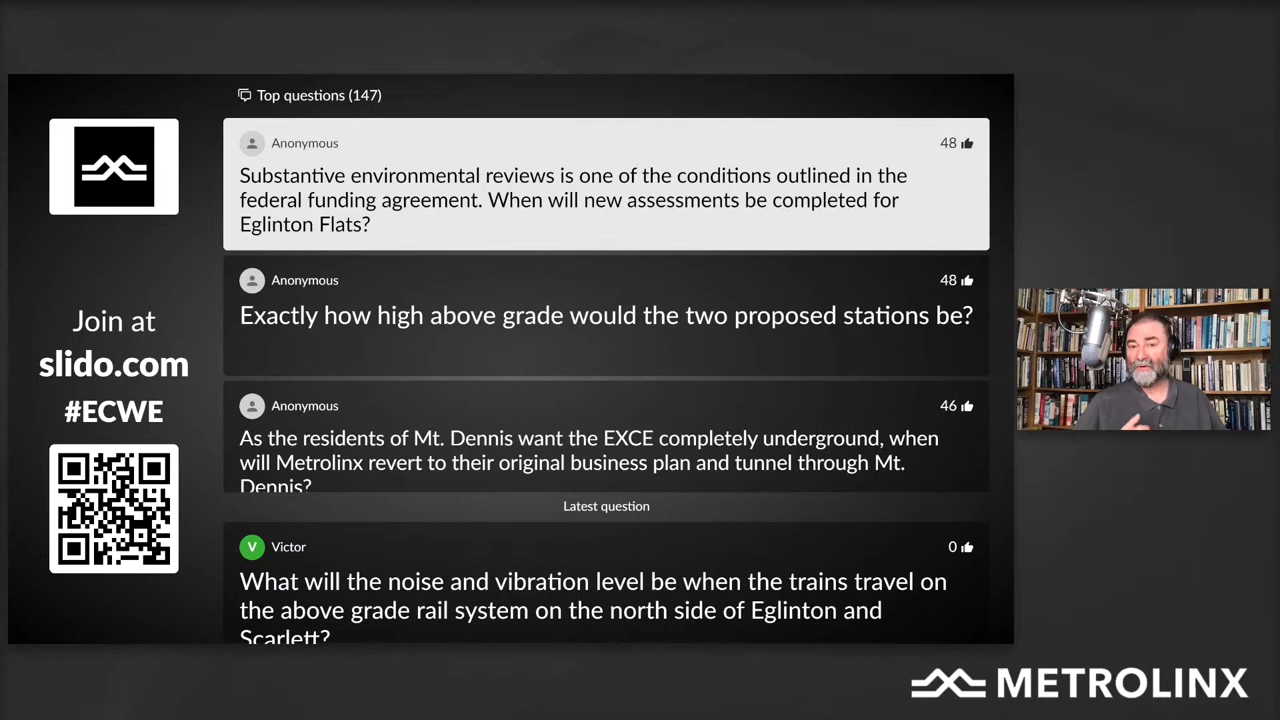 Top questions (147)
Anonymous
48
Substantive environmental reviews is one of the conditions outlined in the
federal funding agreement. When will new assessments be completed for
Eglinton Flats?
Anonymous
48
Exactly how high above grade would the two proposed stations be?
Anonymous
46
As the residents of Mt. Dennis want the EXCE completely underground, when
will Metrolinx revert to their original business plan and tunnel through Mt.
Dennis?
Latest question
V
Victor
0
What will the noise and vibration level be when the trains travel on
the above grade rail system on the north side of Eglinton and
Scarlett?
Join at
slido.com
#ECWE
METROLINX